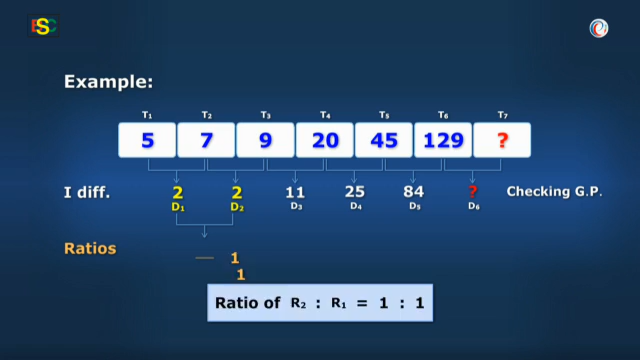 ESC
Example:
T₁ T₂ T₃ T₄ T₅ T₆ T₇
5 7 9 20 45 129 ?
I diff. 2 2 11 25 84 ? Checking G.P.
D₁ D₂ D₃ D₄ D₅ D₆
Ratios
— 1
1
Ratio of R₂ : R₁ = 1 : 1